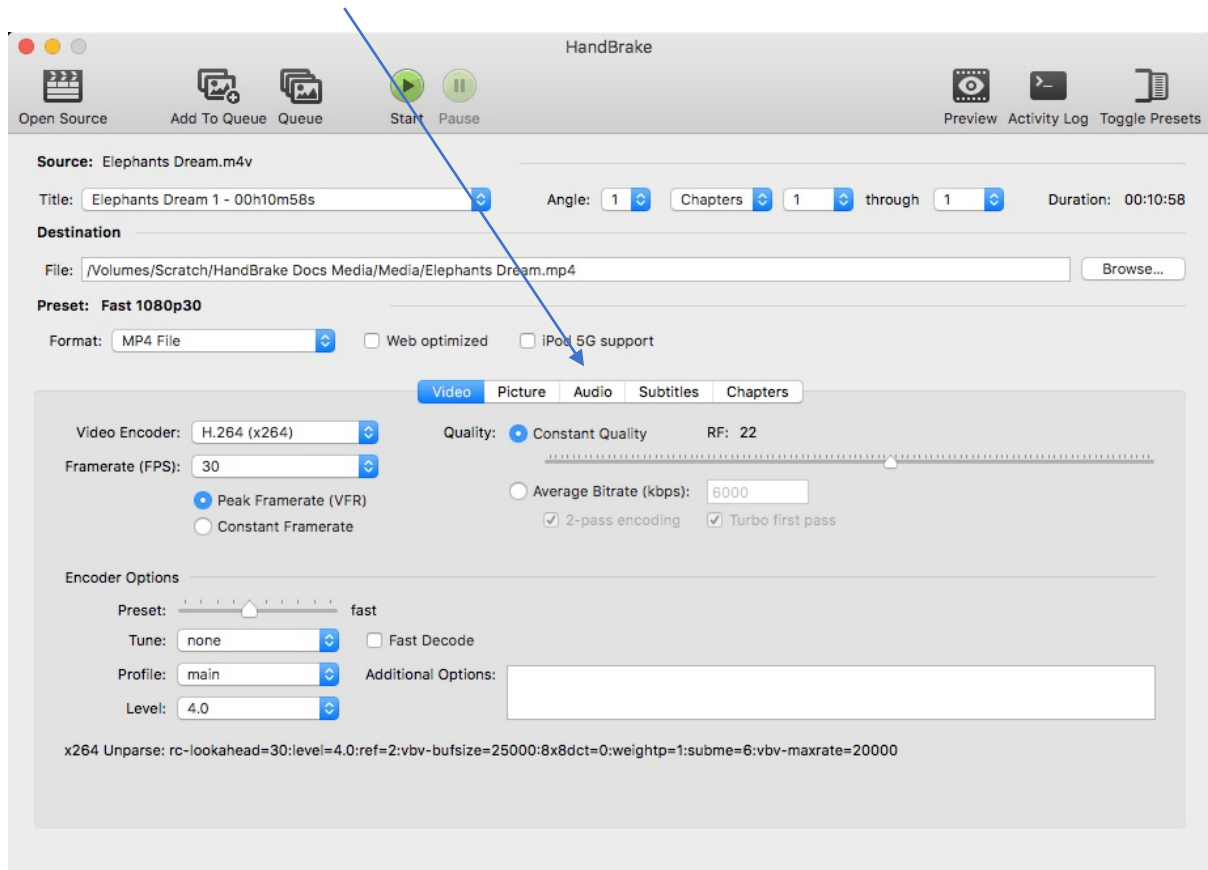 HandBrake
Open Source Add To Queue Queue Start Pause Preview Activity Log Toggle Presets
Source: Elephants Dream.m4v
Title: Elephants Dream 1 - 00h10m58s Angle: 1 Chapters 1 through 1 Duration: 00:10:58
Destination
File: /Volumes/Scratch/HandBrake Docs Media/Media/Elephants Dream.mp4 Browse...
Preset: Fast 1080p30
Format: MP4 File Web optimized iPod 5G support
Video Picture Audio Subtitles Chapters
Video Encoder: H.264 (x264) Quality: Constant Quality RF: 22
Framerate (FPS): 30
Peak Framerate (VFR) Average Bitrate (kbps): 6000
Constant Framerate 2-pass encoding Turbo first pass
Encoder Options
Preset: fast
Tune: none Fast Decode
Profile: main Additional Options:
Level: 4.0
x264 Unparse: rc-lookahead=30:level=4.0:ref=2:vbv-bufsize=25000:8x8dct=0:weightp=1:subme=6:vbv-maxrate=20000